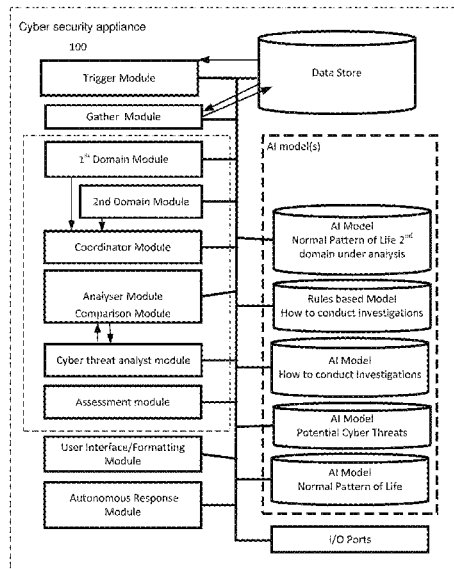 Cyber security appliance
100
Trigger Module
Data Store
Gather Module
AI model(s)
1st Domain Module
2nd Domain Module
Coordinator Module
AI Model
Normal Pattern of Life 2nd
domain under analysis
Analyser Module
Comparison Module
Rules based Model
How to conduct investigations
Cyber threat analyst module
AI Model
How to conduct Investigations
Assessment module
AI Model
Potential Cyber Threats
User Interface/Formatting
Module
AI Model
Normal Pattern of Life
Autonomous Response
Module
I/O Ports